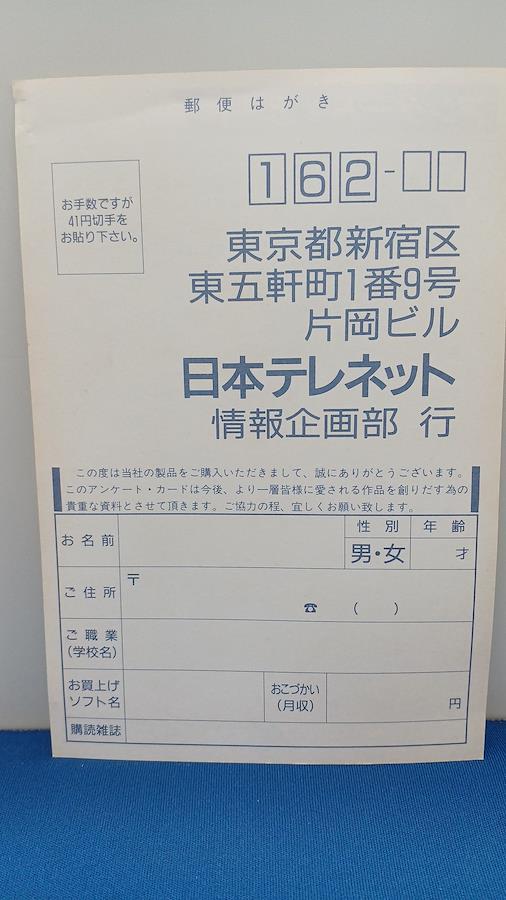 郵便はがき
お手数ですが
41円切手を
お貼り下さい。
162-□□
東京都新宿区
東五軒町1番9号
片岡ビル
日本テレネット
情報企画部 行
この度は当社の製品をご購入いただきまして、誠にありがとうございます。
このアンケート・カードは今後、より一層皆様に愛される作品を創りだす為の
貴重な資料とさせて頂きます。ご協力の程、宜しくお願い致します。
お名前
性別
年齢
男・女
才
ご住所
〒
☎ ( )
ご職業
(学校名)
お買上げ
ソフト名
おこづかい
(月収)
円
購読雑誌